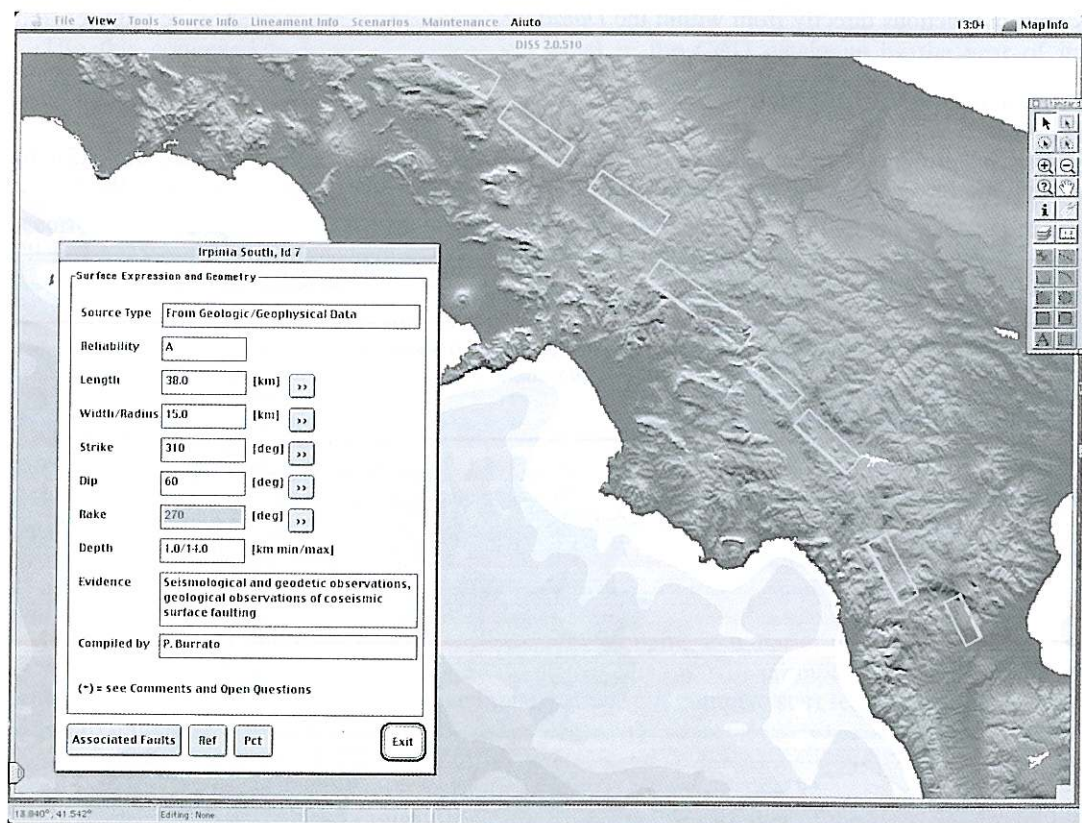 File View Tools Source Info Lineament Info Scenarios Maintenance Aiuto 13:04 MapInfo
DISS 2.0.510
Irpinia South, Id 7
Surface Expression and Geometry
Source Type From Geologic/Geophysical Data
Reliability A
Length 38.0 [km] >>
Width/Radius 15.0 [km] >>
Strike 310 [deg] >>
Dip 60 [deg] >>
Rake 270 [deg] >>
Depth 1.0/14.0 [km min/max]
Evidence Seismological and geodetic observations,
geological observations of coseismic
surface faulting
Compiled by P. Burrato
(*) = see Comments and Open Questions
Associated Faults Ref Pct Exit
13.840°, 41.542° Editing: None